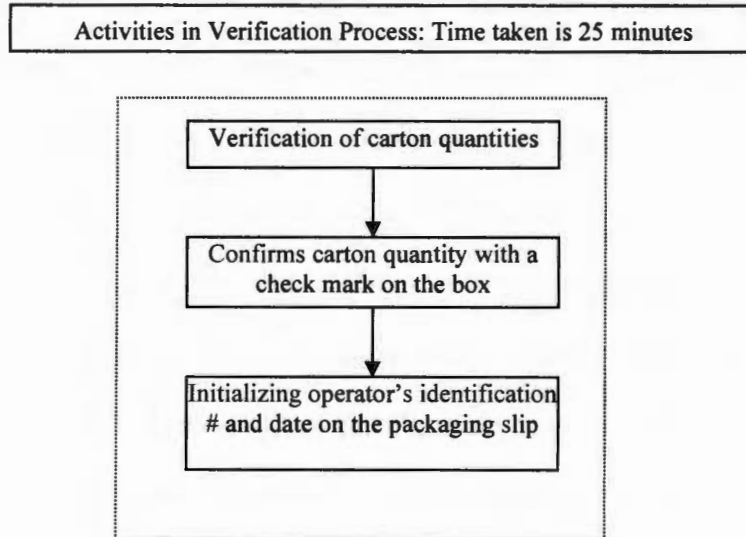 Activities in Verification Process: Time taken is 25 minutes
Verification of carton quantities
Confirms carton quantity with a
check mark on the box
Initializing operator's identification
# and date on the packaging slip